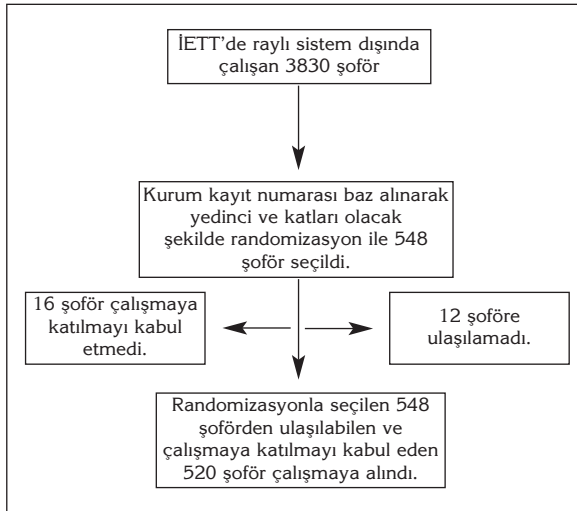 İETT'de raylı sistem dışında
çalışan 3830 şoför
Kurum kayıt numarası baz alınarak
yedinci ve katları olacak
şekilde randomizasyon ile 548
şoför seçildi.
16 şoför çalışmaya
katılmayı kabul
etmedi.
12 şoföre
ulaşılamadı.
Randomizasyonla seçilen 548
şoförden ulaşılabilen ve
çalışmaya katılmayı kabul eden
520 şoför çalışmaya alındı.